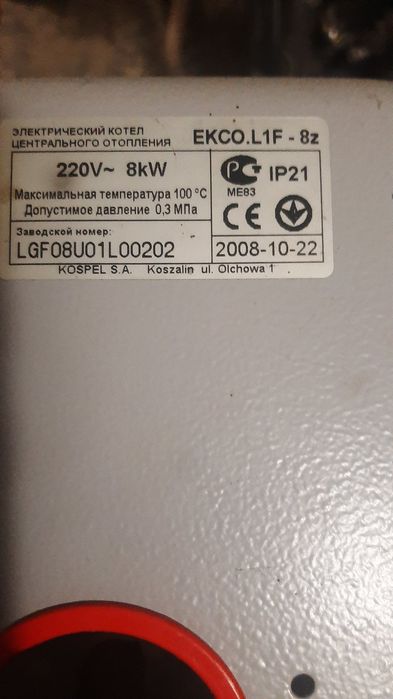 ЭЛЕКТРИЧЕСКИЙ КОТЕЛ
ЦЕНТРАЛЬНОГО ОТОПЛЕНИЯ
EKCO.L1F - 8z
220V~ 8kW
Максимальная температура 100 °C
Допустимое давление 0,3 МПа
РСТ IP21
ME83
CE
Заводской номер:
LGF08U01L00202
2008-10-22
KOSPEL S.A. Koszalin ul. Olchowa 1